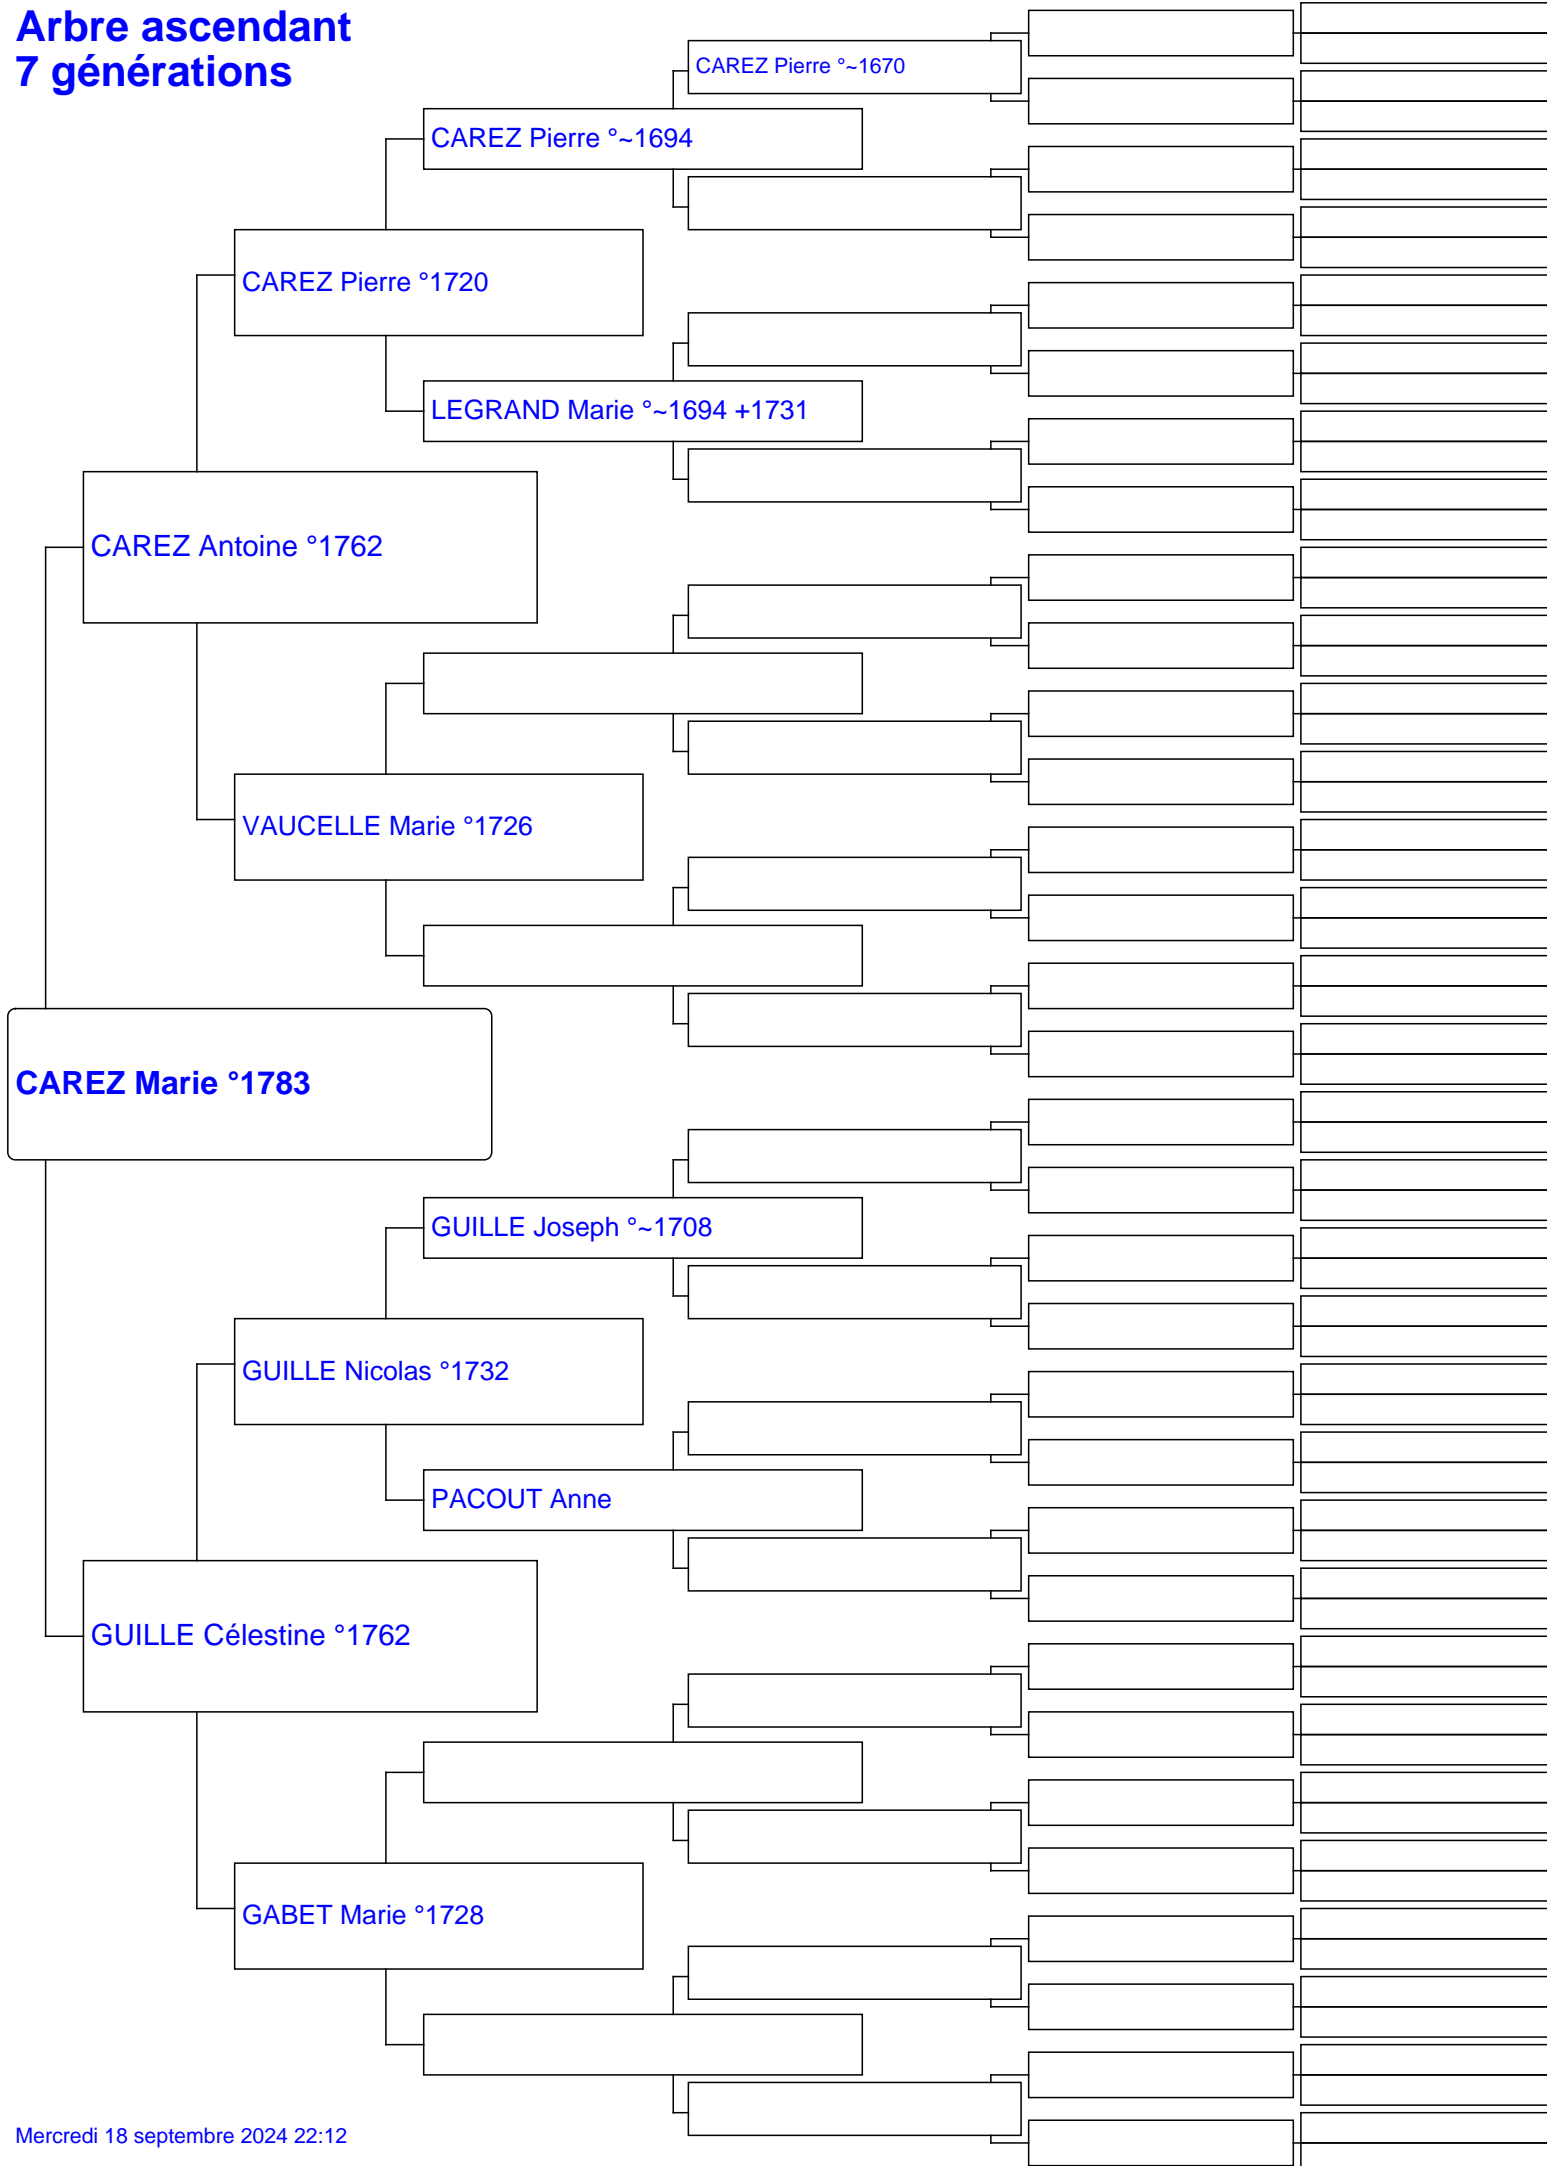 Arbre ascendant
7 générations
CAREZ Pierre °~1670
CAREZ Pierre °~1694
CAREZ Pierre °1720
LEGRAND Marie °~1694 +1731
CAREZ Antoine °1762
VAUCELLE Marie °1726
CAREZ Marie °1783
GUILLE Joseph °~1708
GUILLE Nicolas °1732
PACOUT Anne
GUILLE Célestine °1762
GABET Marie °1728
Mercredi 18 septembre 2024 22:12